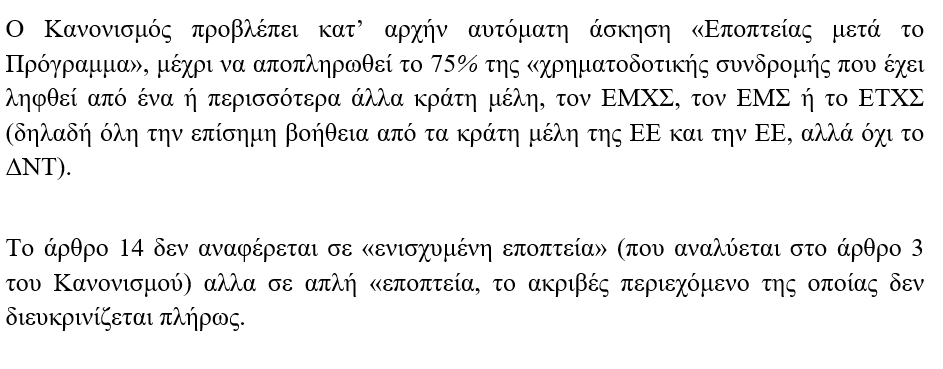 Ο Κανονισμός προβλέπει κατ’ αρχήν αυτόματη άσκηση «Εποπτείας μετά το
Πρόγραμμα», μέχρι να αποπληρωθεί το 75% της «χρηματοδοτικής συνδρομής που έχει
ληφθεί από ένα ή περισσότερα άλλα κράτη μέλη, τον ΕΜΧΣ, τον ΕΜΣ ή το ΕΤΧΣ
(δηλαδή όλη την επίσημη βοήθεια από τα κράτη μέλη της ΕΕ και την ΕΕ, αλλά όχι το
ΔΝΤ).
Το άρθρο 14 δεν αναφέρεται σε «ενισχυμένη εποπτεία» (που αναλύεται στο άρθρο 3
του Κανονισμού) αλλα σε απλή «εποπτεία, το ακριβές περιεχόμενο της οποίας δεν
διευκρινίζεται πλήρως.